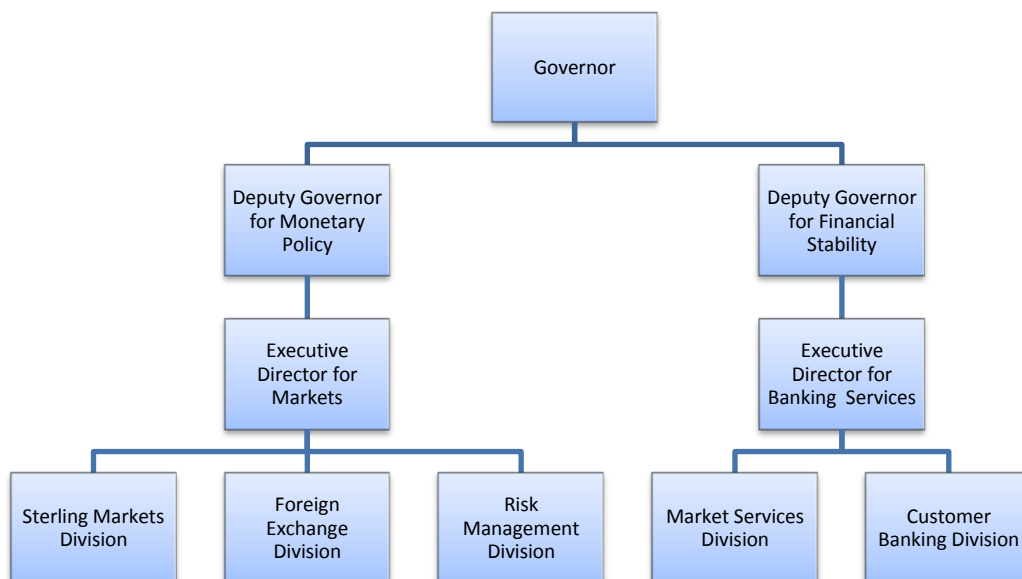 Governor
Deputy Governor
for Monetary
Policy
Deputy Governor
for Financial
Stability
Executive
Director for
Markets
Executive
Director for
Banking Services
Sterling Markets
Division
Foreign
Exchange
Division
Risk
Management
Division
Market Services
Division
Customer
Banking Division